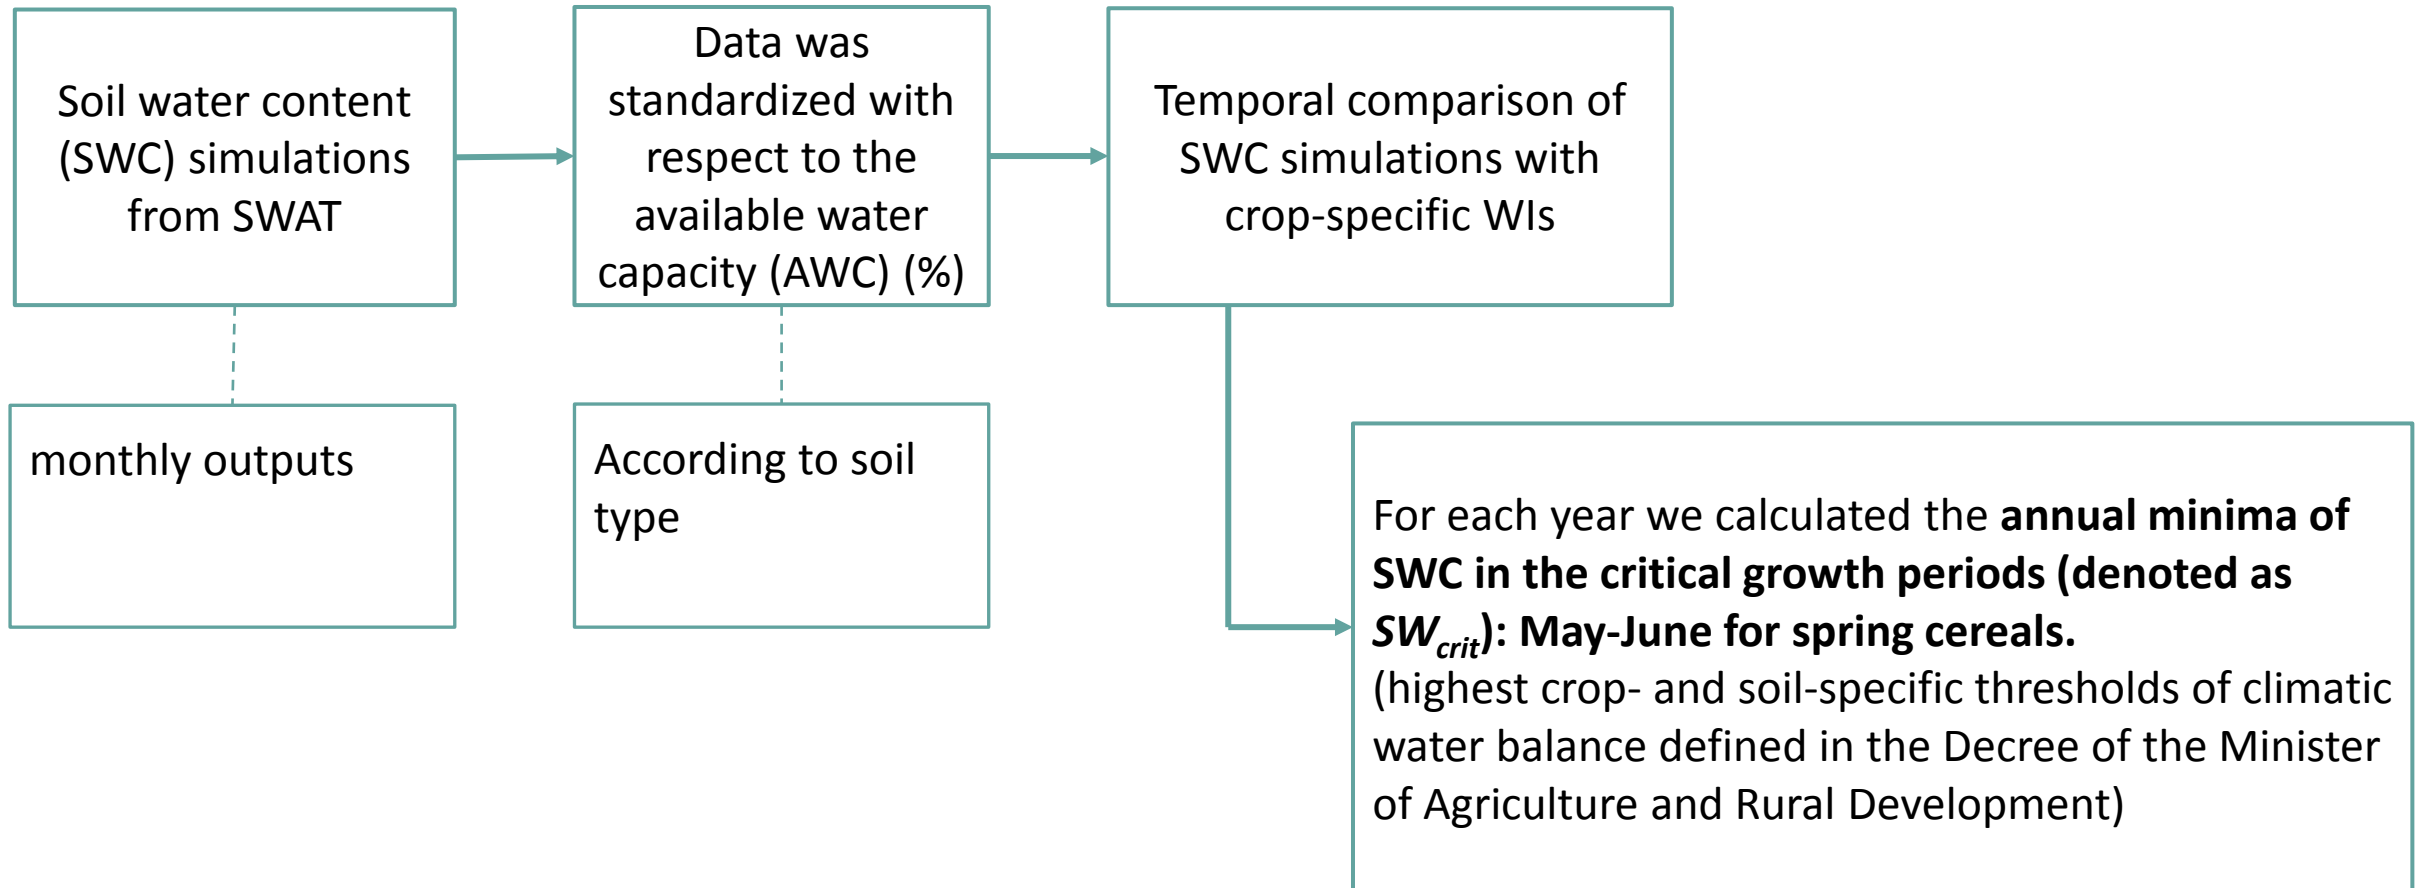 Soil water content
(SWC) simulations
from SWAT
Data was
standardized with
respect to the
available water
capacity (AWC) (%)
Temporal comparison of
SWC simulations with
crop-specific WIs
monthly outputs
According to soil
type
For each year we calculated the annual minima of
SWC in the critical growth periods (denoted as
SWcrit): May-June for spring cereals.
(highest crop- and soil-specific thresholds of climatic
water balance defined in the Decree of the Minister
of Agriculture and Rural Development)